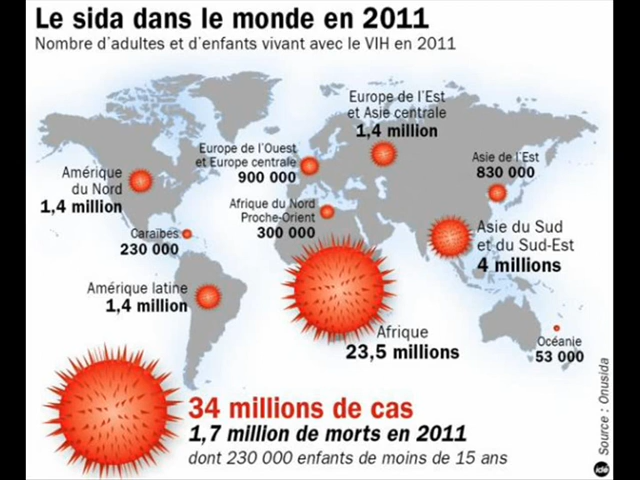 Le sida dans le monde en 2011
Nombre d'adultes et d'enfants vivant avec le VIH en 2011
Europe de l'Est
et Asie centrale
1,4 million
Europe de l'Ouest
et Europe centrale
900 000
Asie de l'Est
830 000
Amérique
du Nord
1,4 million
Afrique du Nord
Proche-Orient
300 000
Caraïbes
230 000
Asie du Sud
et du Sud-Est
4 millions
Amérique latine
1,4 million
Afrique
23,5 millions
Océanie
53 000
34 millions de cas
1,7 million de morts en 2011
dont 230 000 enfants de moins de 15 ans
Source : Onusida
idé